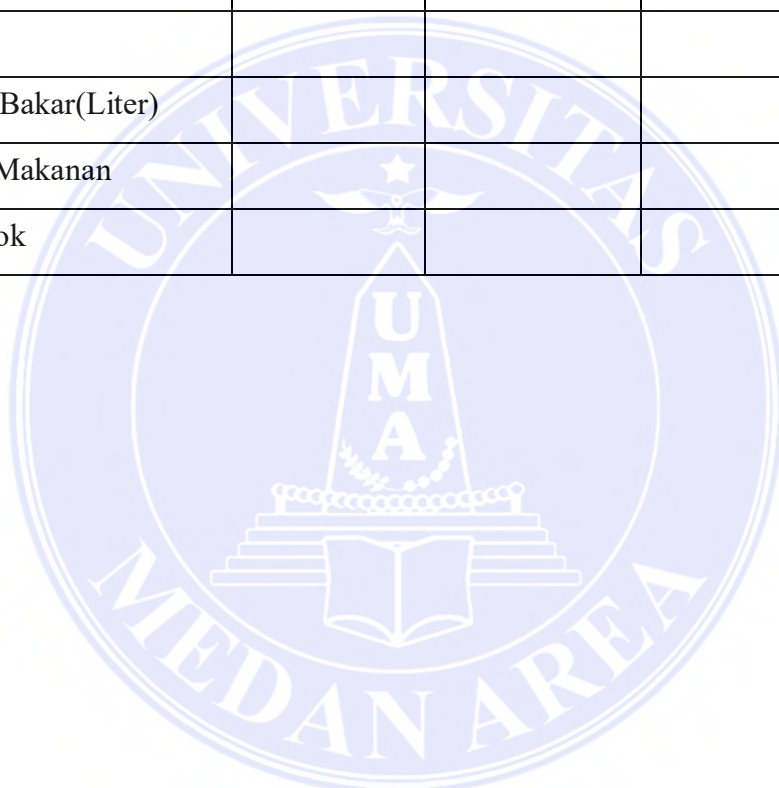 Bakar(Liter)
Makanan
ok
UNIVERSITAS
UMA
MEDAN AREA